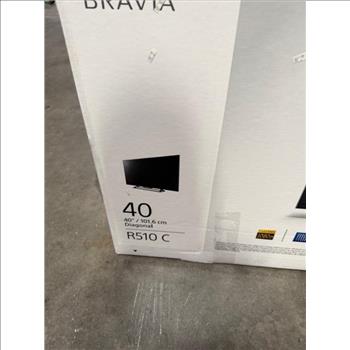 BRAVIA
40
40" / 101.6 cm
Diagonal
R510 C